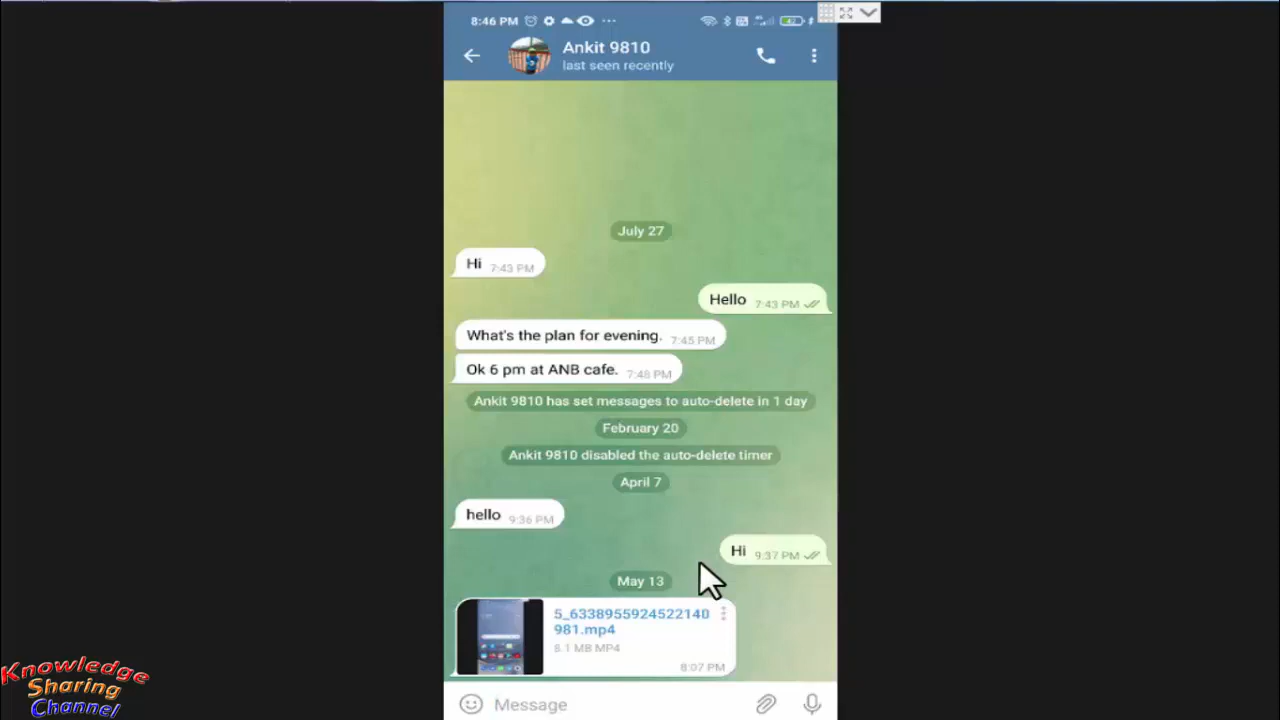 8:46 PM
Ankit 9810
last seen recently
July 27
Hi 7:43 PM
Hello 7:43 PM
What's the plan for evening. 7:45 PM
Ok 6 pm at ANB cafe. 7:48 PM
Ankit 9810 has set messages to auto-delete in 1 day
February 20
Ankit 9810 disabled the auto-delete timer
April 7
hello 9:36 PM
Hi 9:37 PM
May 13
5_6338955924522140
981.mp4
8.1 MB MP4
8:07 PM
Message
Knowledge
Sharing
Channel